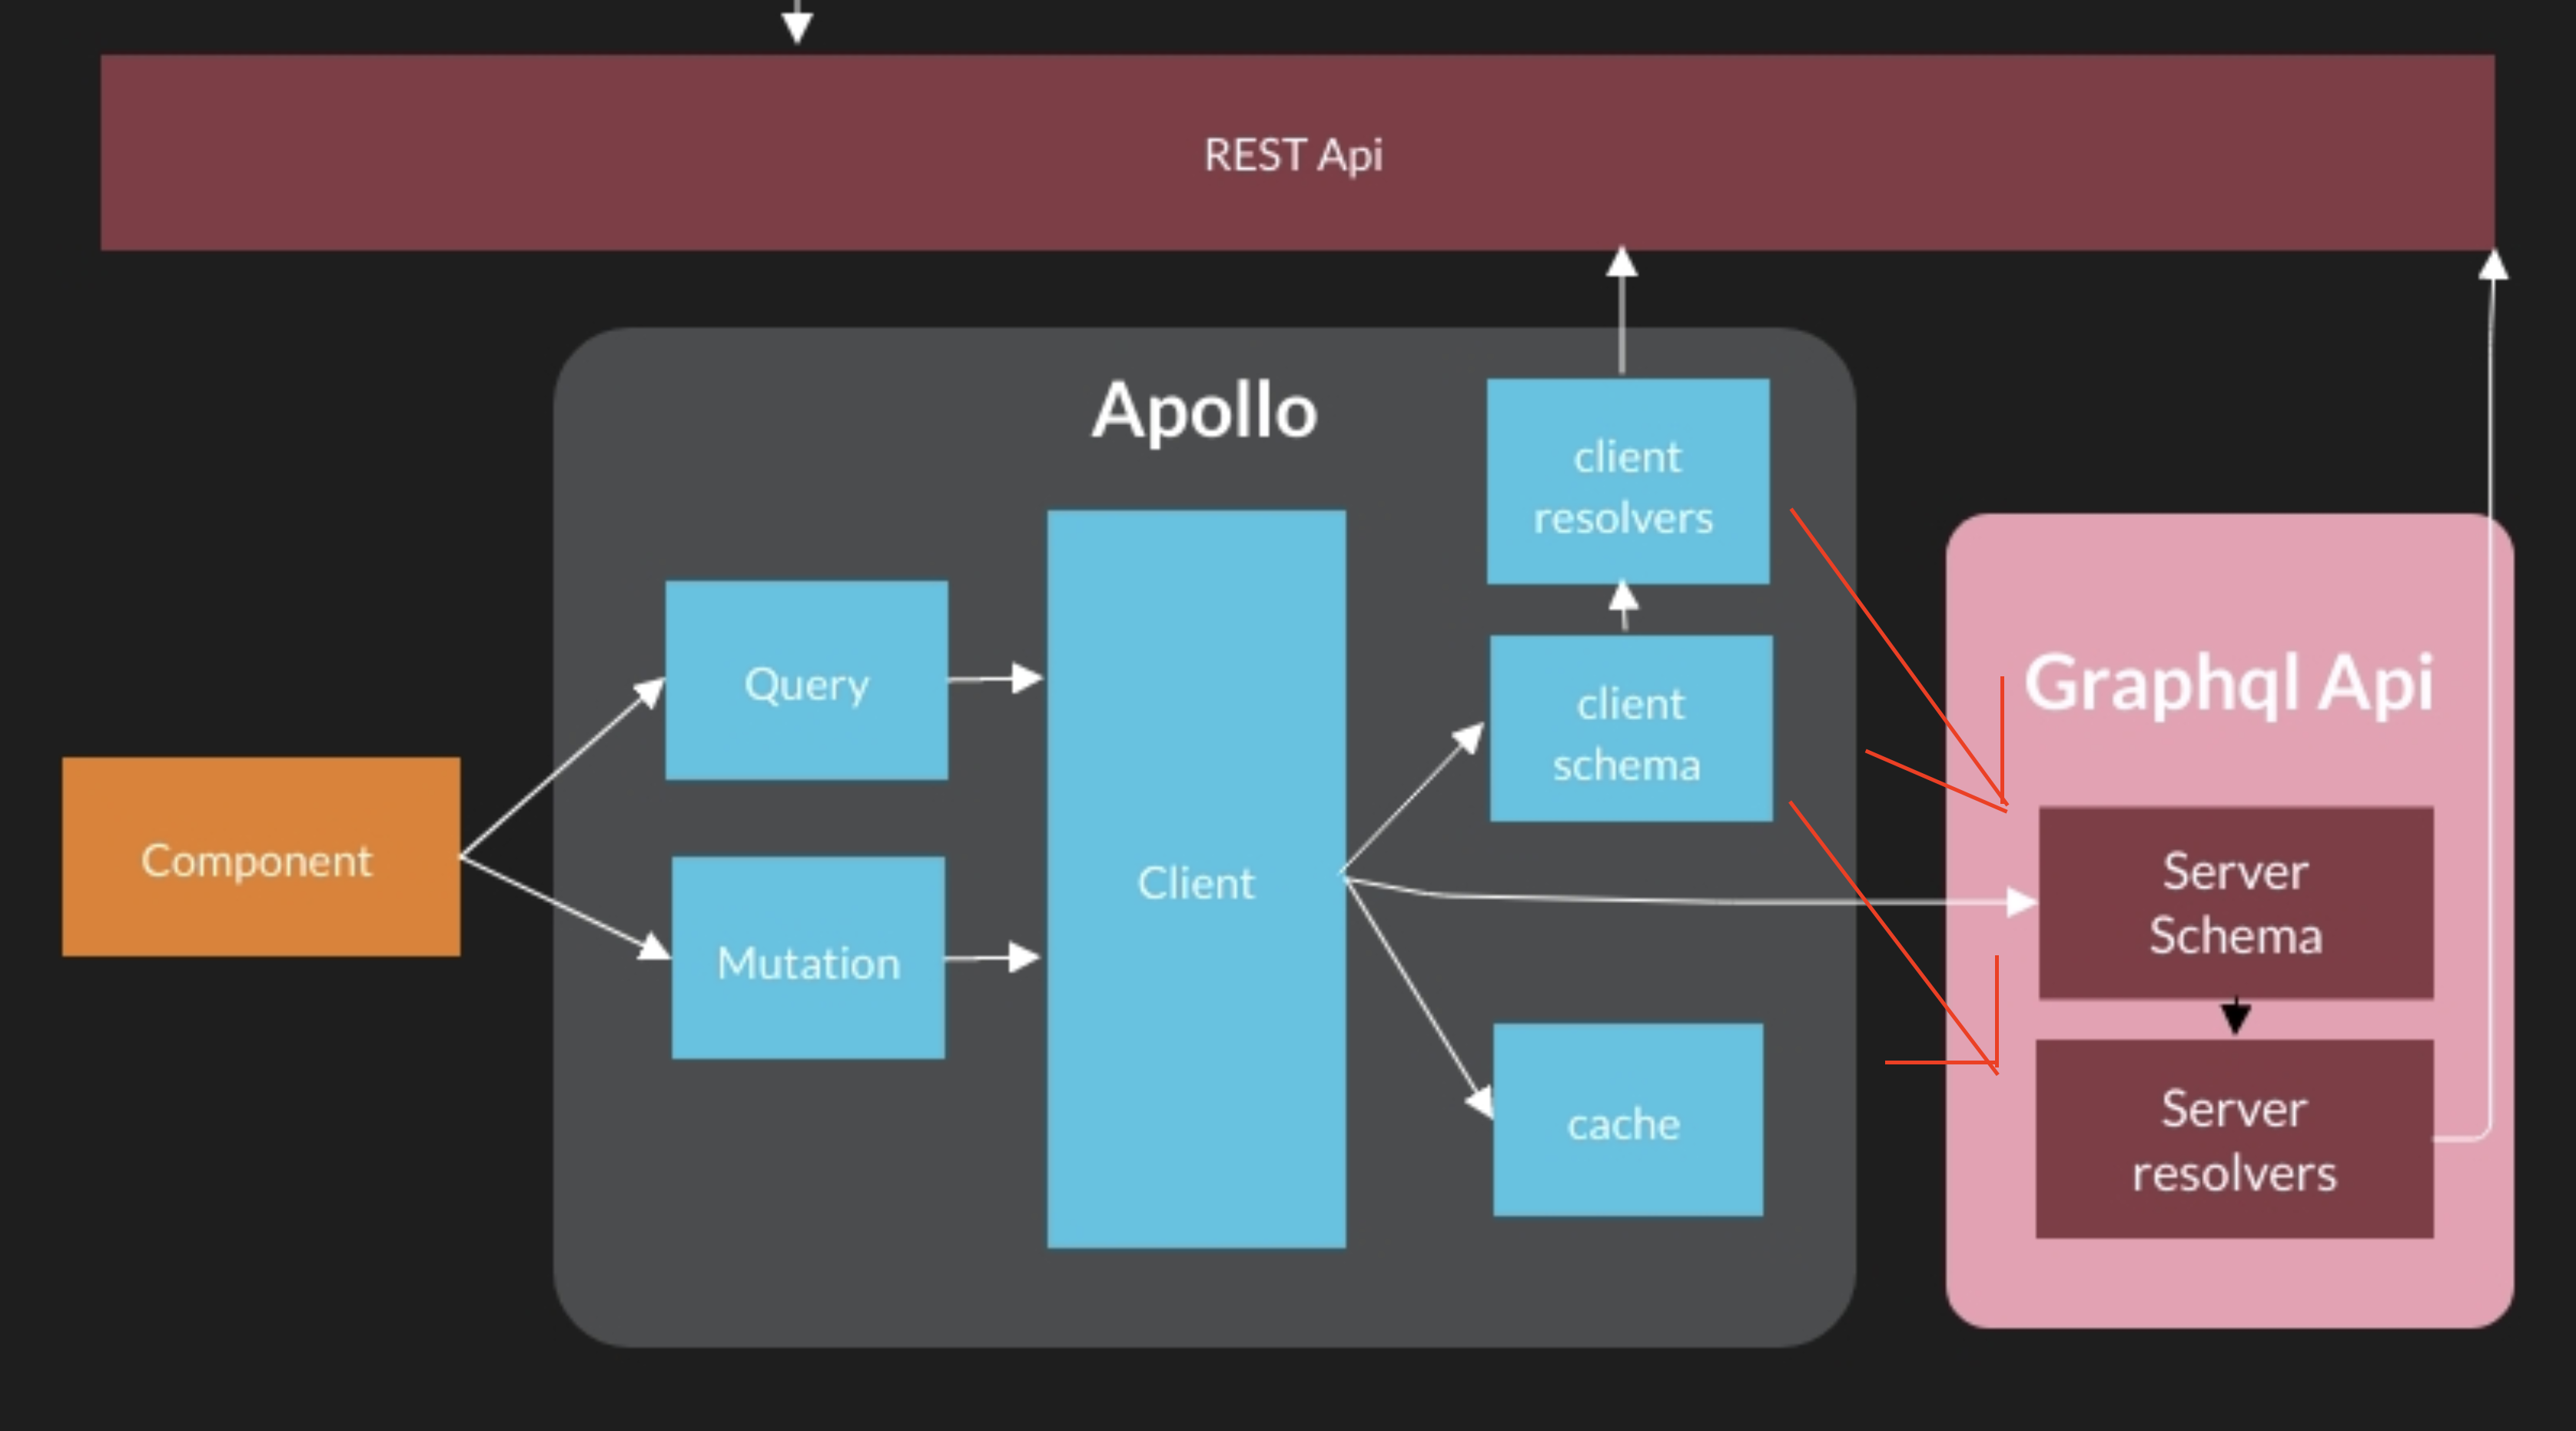 REST Api
Apollo
client
resolvers
Query
client
schema
Graphql Api
Component
Client
Mutation
Server
Schema
cache
Server
resolvers